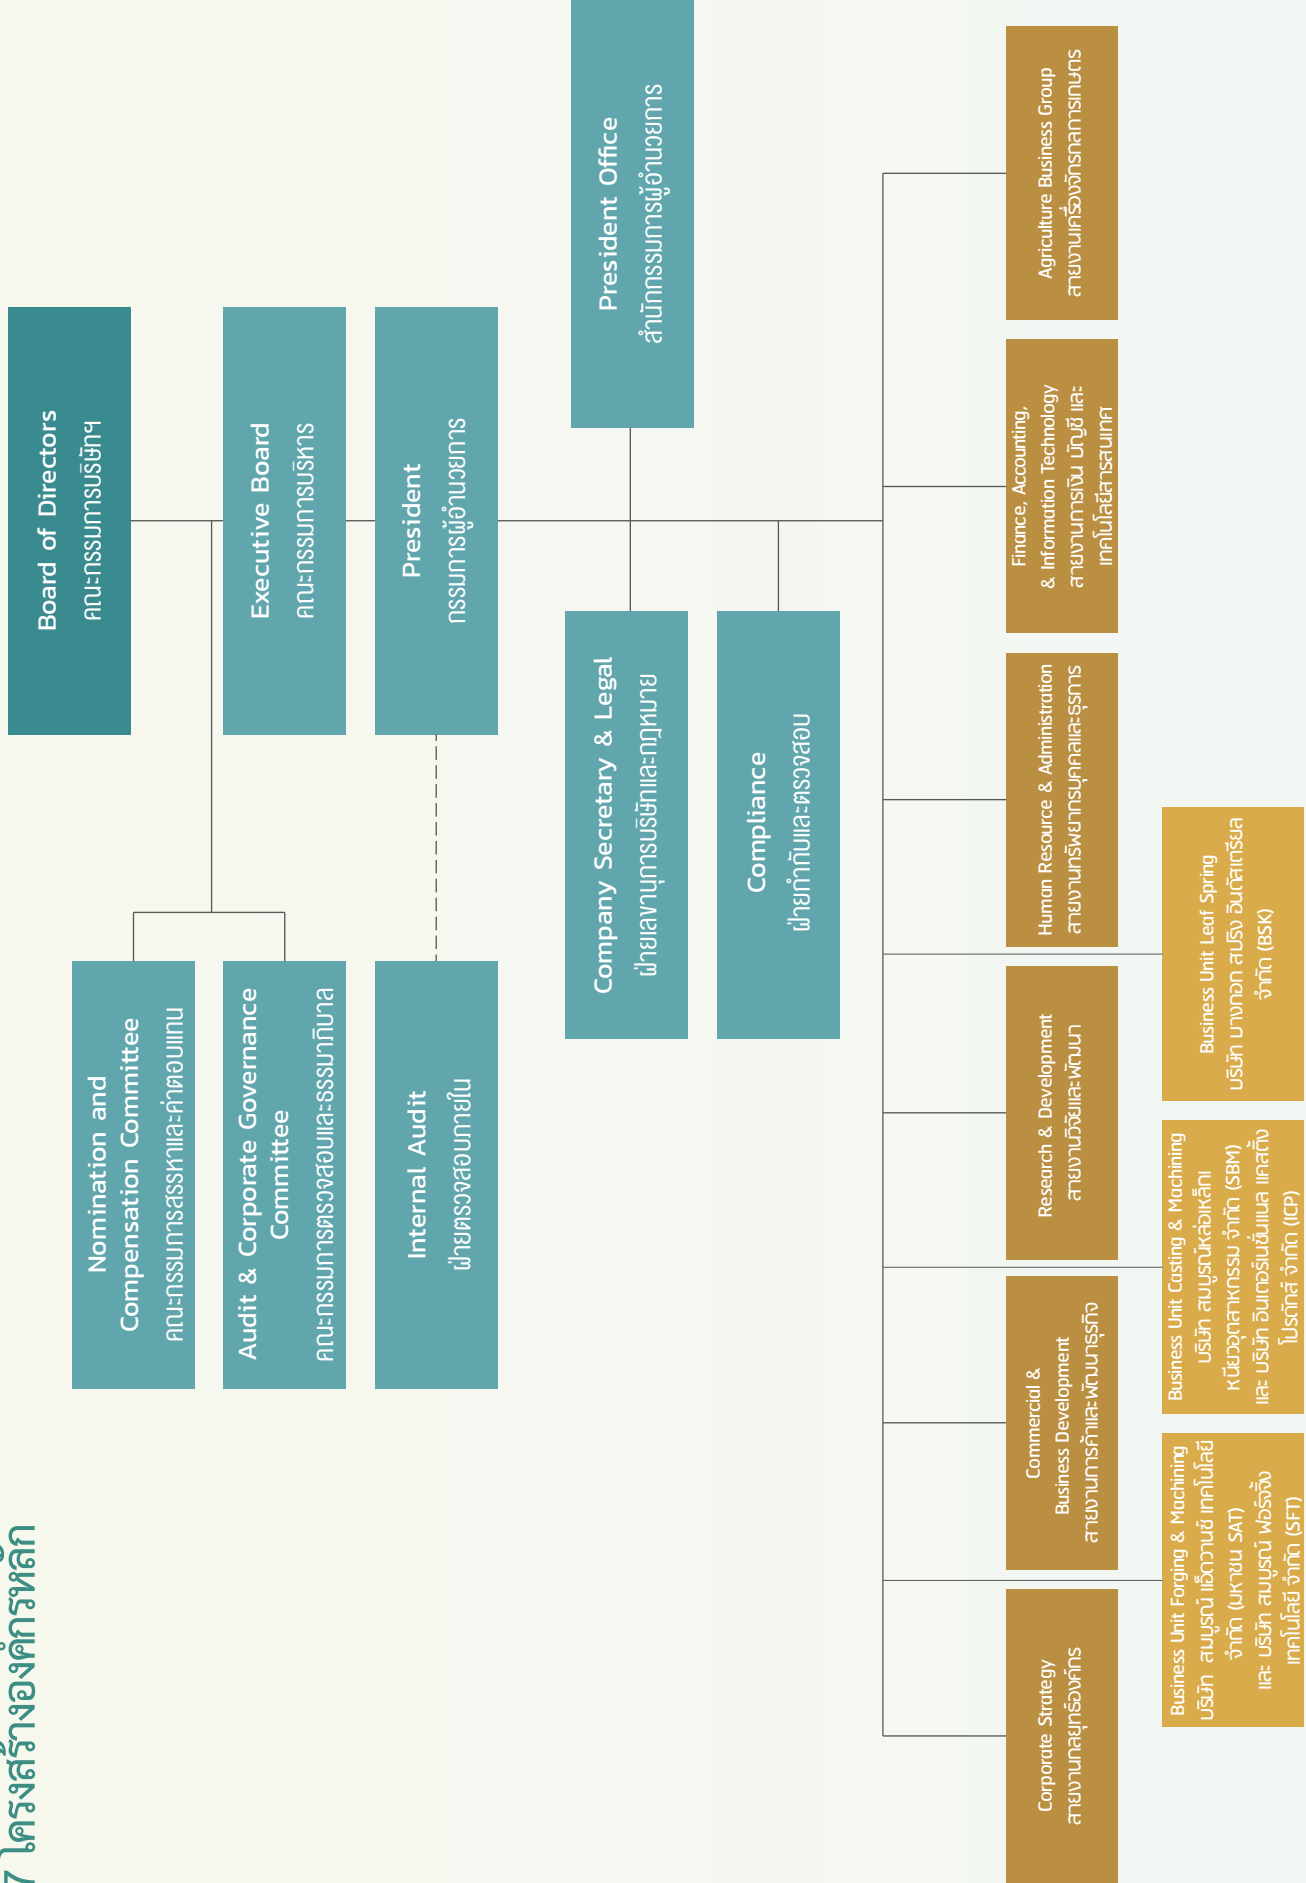 7 โครงสร้างองค์กรหลัก
Board of Directors
คณะกรรมการบริษัทฯ
Nomination and
Compensation Committee
คณะกรรมการสรรหาและค่าตอบแทน
Audit & Corporate Governance
Committee
คณะกรรมการตรวจสอบและธรรมาภิบาล
Executive Board
คณะกรรมการบริหาร
Internal Audit
ฝ่ายตรวจสอบภายใน
President
กรรมการผู้อำนวยการ
Company Secretary & Legal
ฝ่ายเลขานุการบริษัทและกฎหมาย
President Office
สำนักกรรมการผู้อำนวยการ
Compliance
ฝ่ายกำกับและตรวจสอบ
Corporate Strategy
สายงานกลยุทธ์องค์กร
Commercial &
Business Development
สายงานการค้าและพัฒนาธุรกิจ
Research & Development
สายงานวิจัยและพัฒนา
Human Resource & Administration
สายงานทรัพยากรบุคคลและธุรการ
Finance, Accounting,
& Information Technology
สายงานการเงิน บัญชี และ
เทคโนโลยีสารสนเทศ
Agriculture Business Group
สายงานเครื่องจักรกลการเกษตร
Business Unit Forging & Machining
บริษัท สมบูรณ์ แอ็ดวานซ์ เทคโนโลยี
จำกัด (มหาชน SAT)
และ บริษัท สมบูรณ์ ฟอร์จจิ้ง
เทคโนโลยี จำกัด (SFT)
Business Unit Casting & Machining
บริษัท สมบูรณ์หล่อเหล็กเ
หนียวอุตสาหกรรม จำกัด (SBM)
และ บริษัท อินเตอร์เนชั่นแนล แคสติ้ง
โปรดักส์ จำกัด (ICP)
Business Unit Leaf Spring
บริษัท บางกอก สปริง อินดัสเตรียล
จำกัด (BSK)